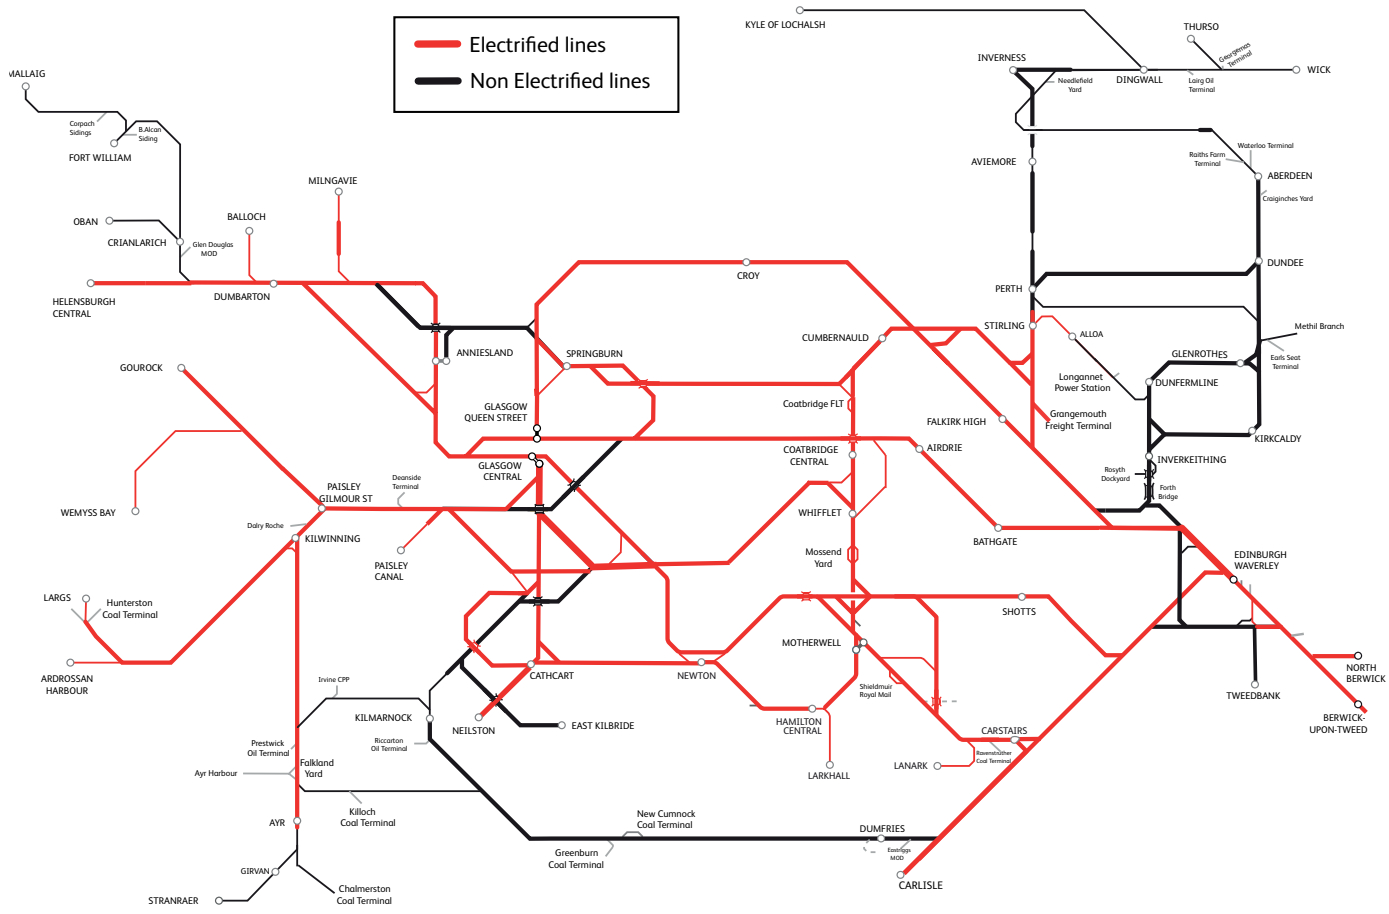 Electrified lines
Non Electrified lines
KYLE OF LOCHALSH
THURSO
Georgemas
Terminal
INVERNESS
WICK
DINGWALL
Needlefield
Yard
Lairg Oil
Terminal
MALLAIG
Corpach
Sidings
B.Alcan
Siding
FORT WILLIAM
Waterloo Terminal
Raiths Farm
Terminal
AVIEMORE
ABERDEEN
Craiginches Yard
MILNGAVIE
BALLOCH
OBAN
CRIANLARICH
Glen Douglas
MOD
DUNDEE
CROY
PERTH
HELENSBURGH
CENTRAL
DUMBARTON
STIRLING
ALLOA
Methil Branch
CUMBERNAULD
ANNIESLAND
SPRINGBURN
GLENROTHES
Earls Seat
Terminal
GOUROCK
Longannet
Power Station
DUNFERMLINE
GLASGOW
QUEEN STREET
Coatbridge FLT
FALKIRK HIGH
Grangemouth
Freight Terminal
KIRKCALDY
COATBRIDGE
CENTRAL
AIRDRIE
INVERKEITHING
GLASGOW
CENTRAL
Rosyth
Dockyard
Forth
Bridge
Deanside
Terminal
PAISLEY
GILMOUR ST
WEMYSS BAY
WHIFFLET
Dalry Roche
KILWINNING
BATHGATE
PAISLEY
CANAL
Mossend
Yard
EDINBURGH
WAVERLEY
LARGS
Hunterston
Coal Terminal
SHOTTS
MOTHERWELL
ARDROSSAN
HARBOUR
CATHCART
NEWTON
NORTH
BERWICK
Irvine CPP
Shieldmuir
Royal Mail
TWEEDBANK
KILMARNOCK
NEILSTON
EAST KILBRIDE
HAMILTON
CENTRAL
BERWICK-
UPON-TWEED
CARSTAIRS
Prestwick
Oil Terminal
Riccarton
Oil Terminal
Ravenstruther
Coal Terminal
Ayr Harbour
Falkland
Yard
LARKHALL
LANARK
Killoch
Coal Terminal
AYR
New Cumnock
Coal Terminal
DUMFRIES
Greenburn
Coal Terminal
Eastriggs
MOD
GIRVAN
CARLISLE
Chalmerston
Coal Terminal
STRANRAER